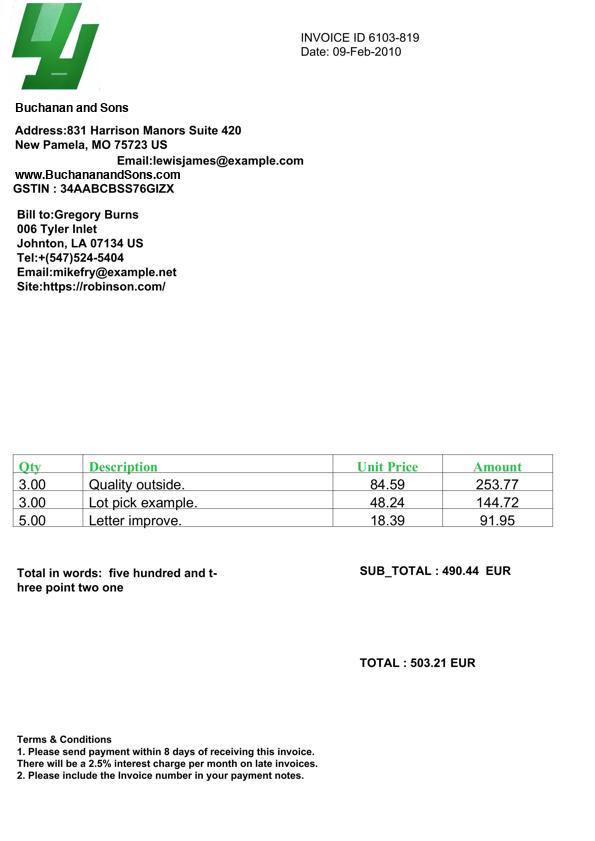 INVOICE ID 6103-819
Date: 09-Feb-2010
Buchanan and Sons
Address:831 Harrison Manors Suite 420
New Pamela, MO 75723 US
Email:lewisjames@example.com
www.BuchananandSons.com
GSTIN : 34AABCBSS76GIZX
Bill to:Gregory Burns
006 Tyler Inlet
Johnton, LA 07134 US
Tel:+(547)524-5404
Email:mikefry@example.net
Site:https://robinson.com/
Qty Description Unit Price Amount
3.00 Quality outside. 84.59 253.77
3.00 Lot pick example. 48.24 144.72
5.00 Letter improve. 18.39 91.95
Total in words: five hundred and t-
hree point two one
SUB_TOTAL : 490.44 EUR
TOTAL : 503.21 EUR
Terms & Conditions
1. Please send payment within 8 days of receiving this invoice.
There will be a 2.5% interest charge per month on late invoices.
2. Please include the Invoice number in your payment notes.